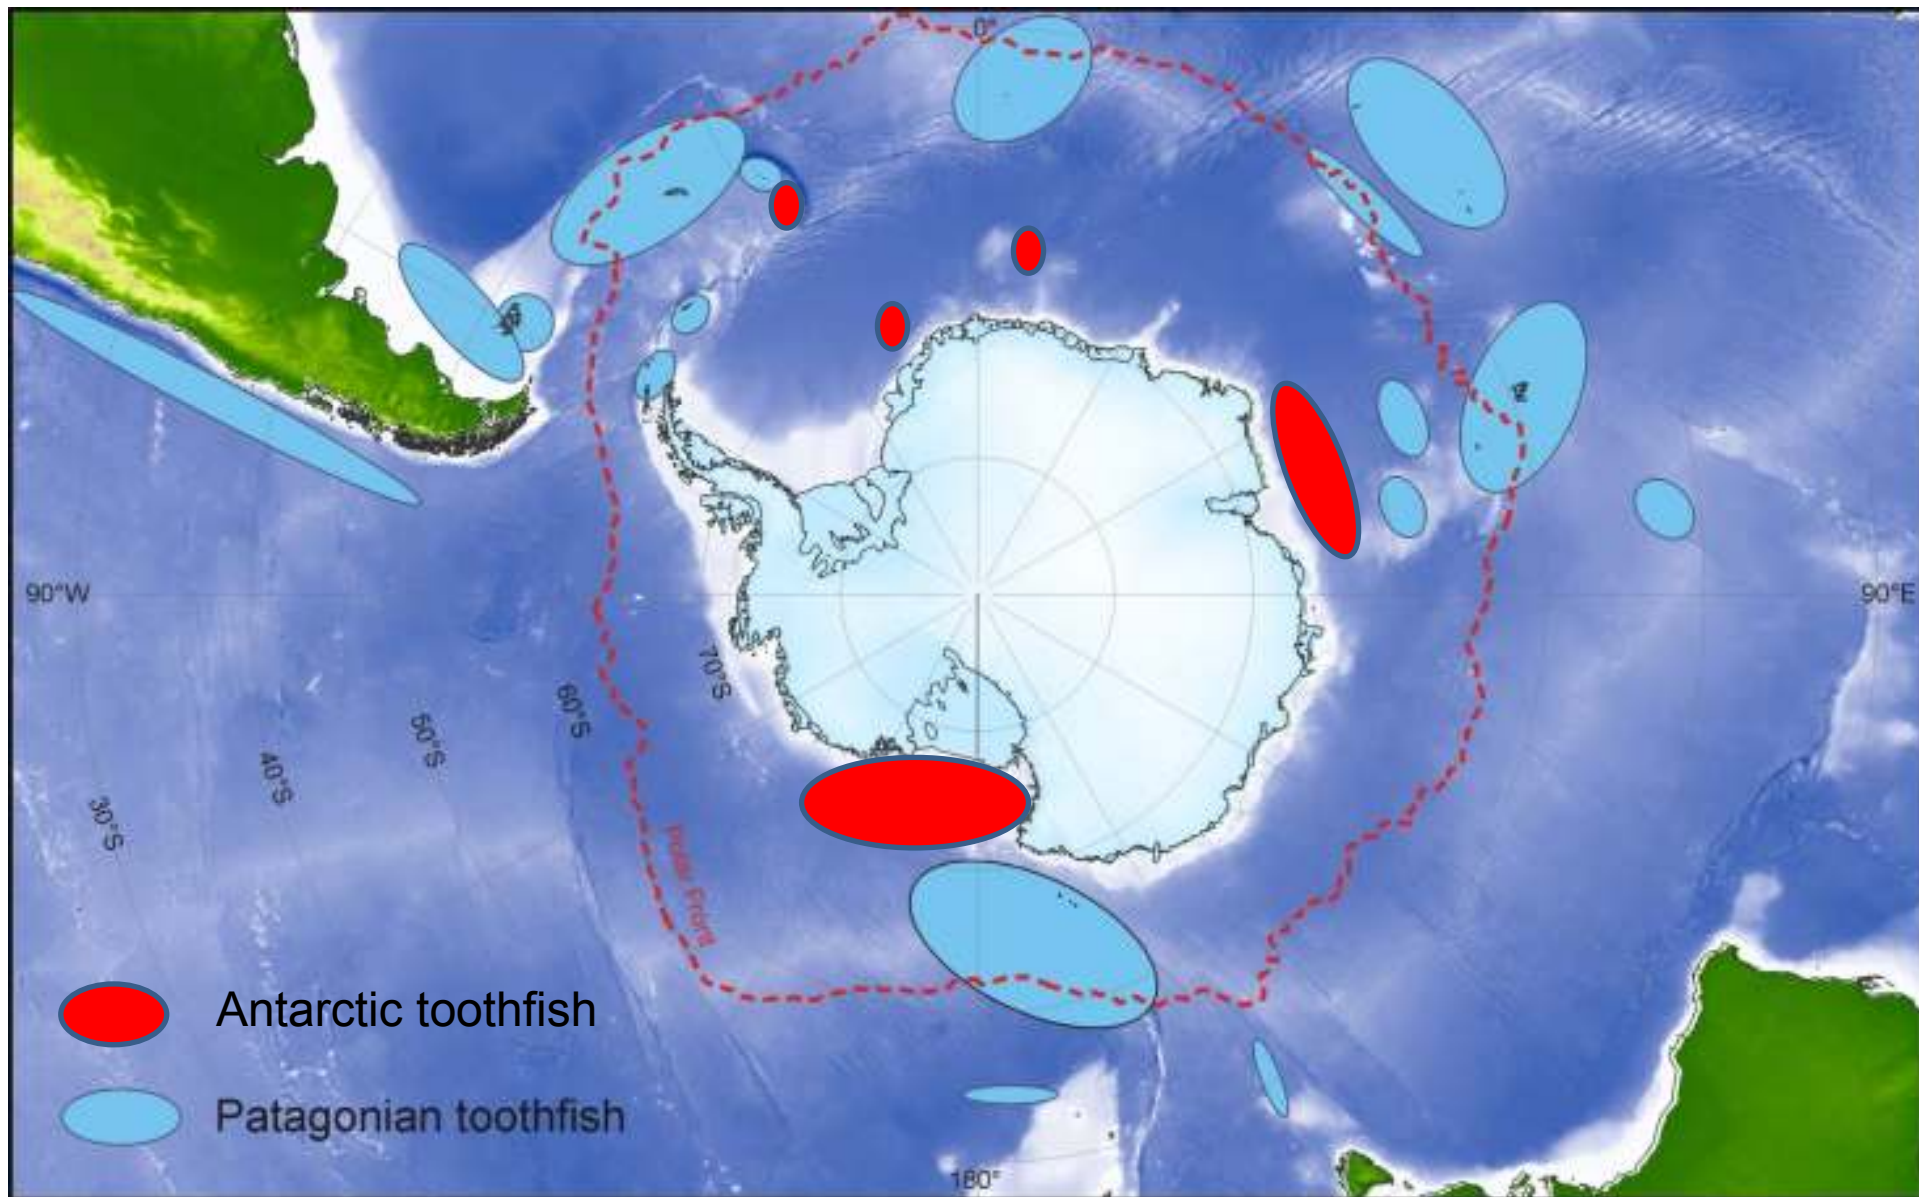 0°
90°W
90°E
70°S
60°S
50°S
40°S
30°S
Polar Front
Antarctic toothfish
Patagonian toothfish
180°